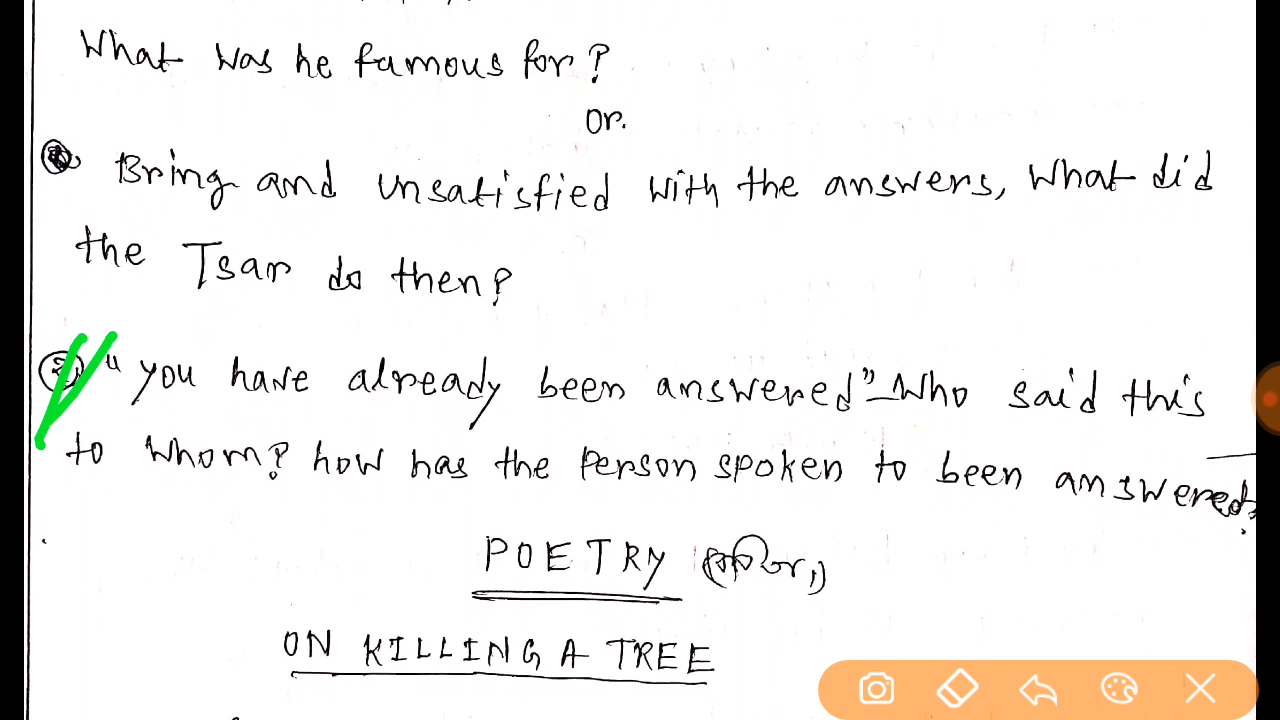 What was he famous for?
Or.
Bring and unsatisfied with the answers, What did
the Tsar do then?
"you have already been answered" Who said this
to whom? how has the Person spoken to been answered?
POETRY
ON KILLING A TREE